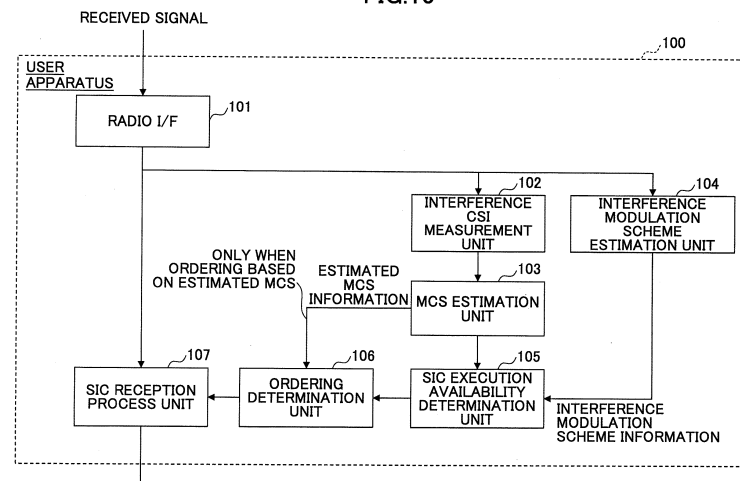 RECEIVED SIGNAL
100
USER
APPARATUS
101
RADIO I/F
102
INTERFERENCE
CSI
MEASUREMENT
UNIT
104
INTERFERENCE
MODULATION
SCHEME
ESTIMATION UNIT
ONLY WHEN
ORDERING BASED
ON ESTIMATED MCS
ESTIMATED
MCS
INFORMATION
103
MCS ESTIMATION
UNIT
107
SIC RECEPTION
PROCESS UNIT
106
ORDERING
DETERMINATION
UNIT
105
SIC EXECUTION
AVAILABILITY
DETERMINATION
UNIT
INTERFERENCE
MODULATION
SCHEME INFORMATION